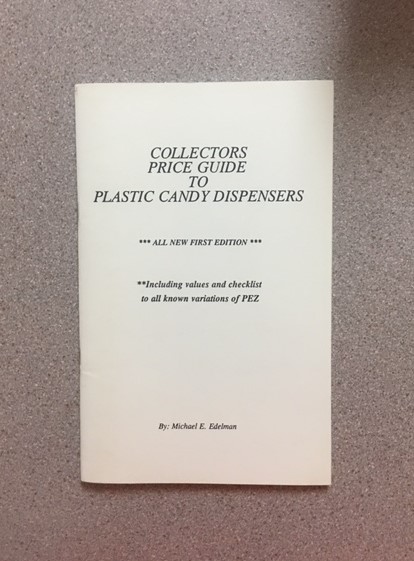 COLLECTORS
PRICE GUIDE
TO
PLASTIC CANDY DISPENSERS
*** ALL NEW FIRST EDITION ***
**Including values and checklist
to all known variations of PEZ
By: Michael E. Edelman